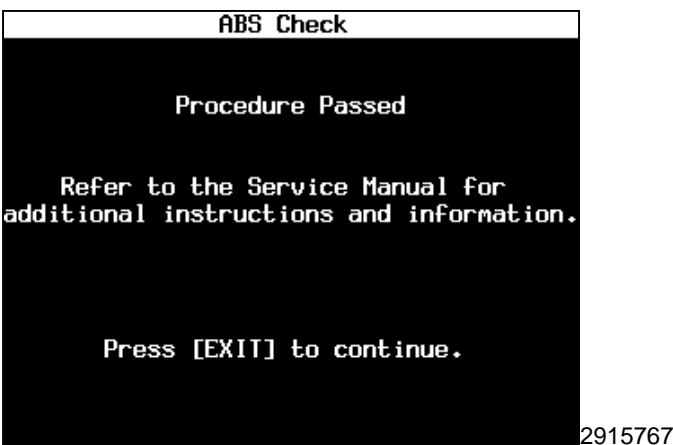 ABS Check
Procedure Passed
Refer to the Service Manual for
additional instructions and information.
Press [EXIT] to continue.
2915767